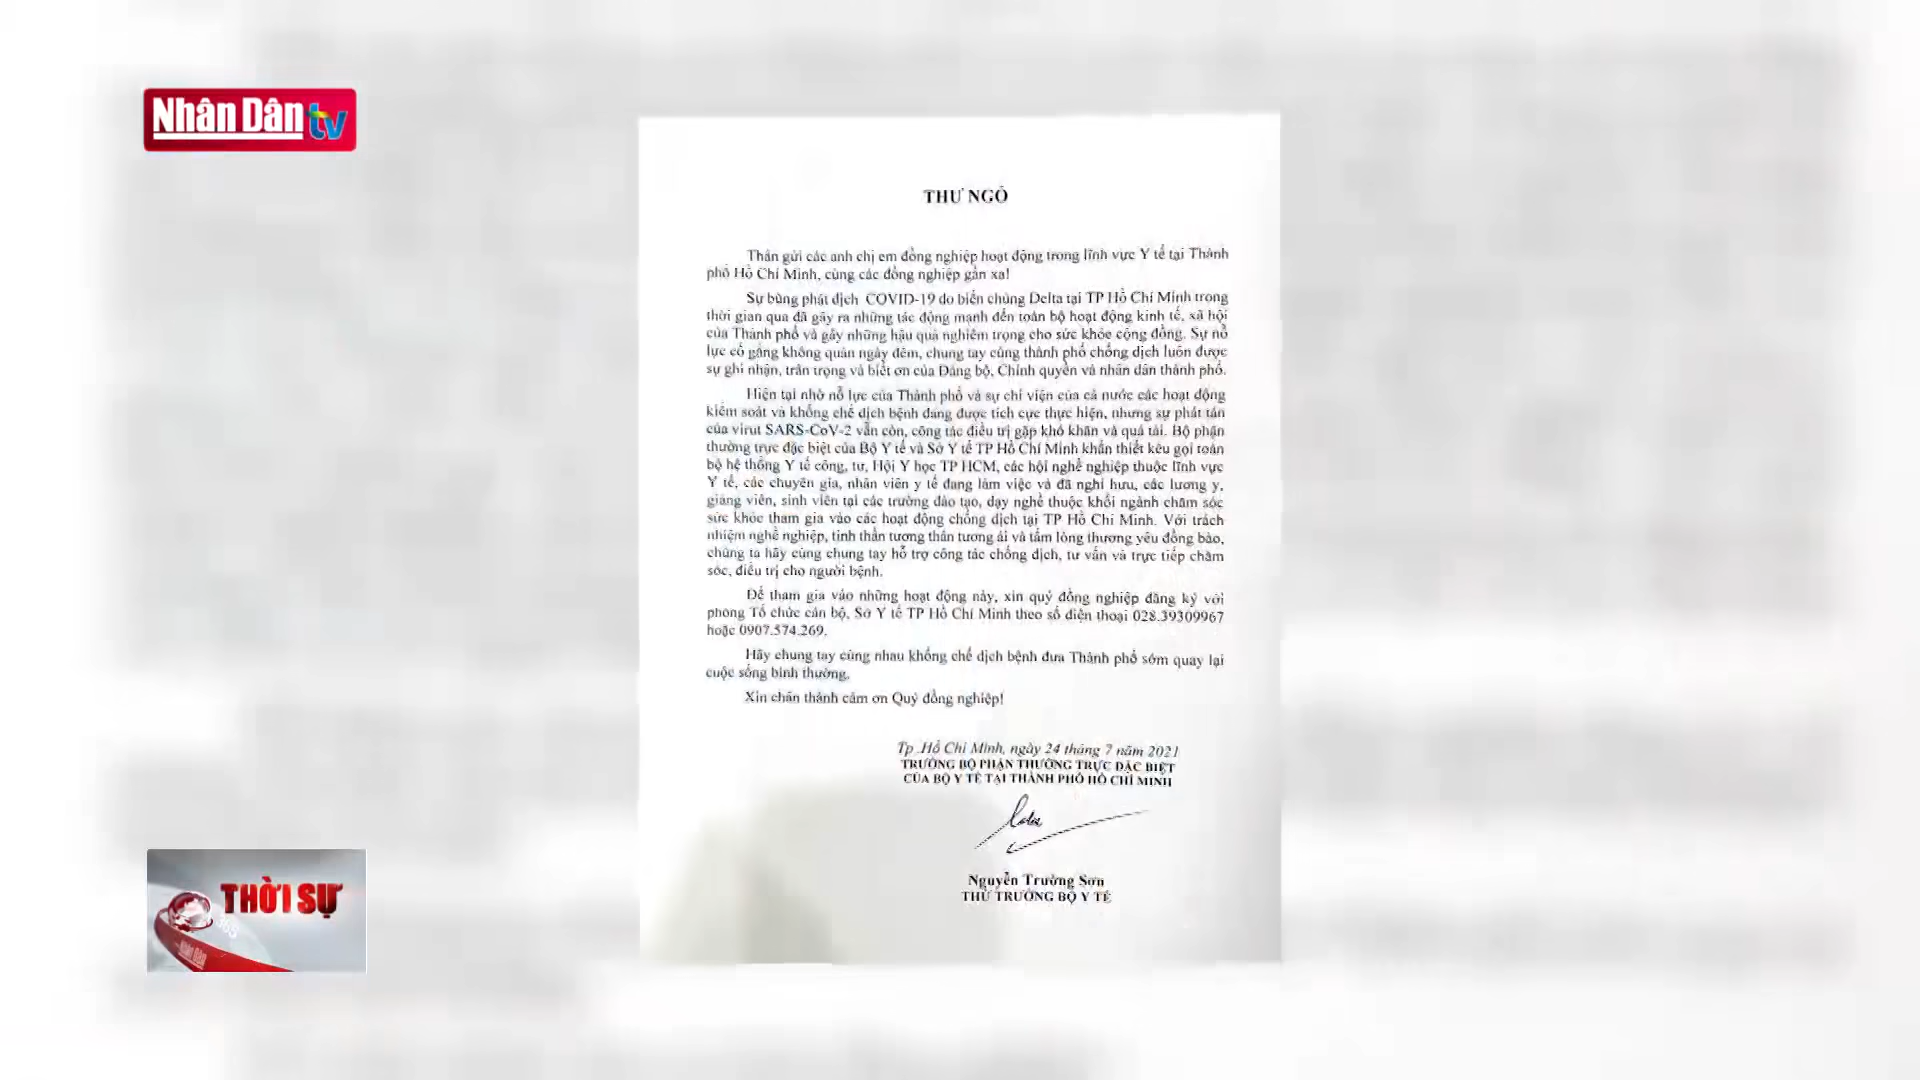 Nhân Dân tv
THƯ NGỎ
Thân gửi các anh chị em đồng nghiệp hoạt động trong lĩnh vực Y tế tại Thành
phố Hồ Chí Minh, cùng các đồng nghiệp gần xa!
Sự bùng phát dịch COVID-19 do biến chủng Delta tại TP Hồ Chí Minh trong
thời gian qua đã gây ra những tác động mạnh đến toàn bộ hoạt động kinh tế, xã hội
của Thành phố và gây những hậu quả nghiêm trọng cho sức khỏe cộng đồng. Sự nỗ
lực cố gắng không quản ngày đêm, chung tay cùng thành phố chống dịch luôn được
sự ghi nhận, trân trọng và biết ơn của Đảng bộ, Chính quyền và nhân dân thành phố.
Hiện tại nhờ nỗ lực của Thành phố và sự chi viện của cả nước các hoạt động
kiểm soát và khống chế dịch bệnh đang được tích cực thực hiện, nhưng sự phát tán
của virut SARS-CoV-2 vẫn còn, công tác điều trị gặp khó khăn và quá tải. Bộ phận
thường trực đặc biệt của Bộ Y tế và Sở Y tế TP Hồ Chí Minh khẩn thiết kêu gọi toàn
bộ hệ thống Y tế công, tư, Hội Y học TP HCM, các hội nghề nghiệp thuộc lĩnh vực
Y tế, các chuyên gia, nhân viên y tế đang làm việc và đã nghỉ hưu, các lương y,
giảng viên, sinh viên tại các trường đào tạo, dạy nghề thuộc khối ngành chăm sóc
sức khỏe tham gia vào các hoạt động chống dịch tại TP Hồ Chí Minh. Với trách
nhiệm nghề nghiệp, tinh thần tương thân tương ái và tấm lòng thương yêu đồng bào,
chúng ta hãy cùng chung tay hỗ trợ công tác chống dịch, tư vấn và trực tiếp chăm
sóc, điều trị cho người bệnh.
Để tham gia vào những hoạt động này, xin quý đồng nghiệp đăng ký với
phòng Tổ chức cán bộ, Sở Y tế TP Hồ Chí Minh theo số điện thoại 028.39309967
hoặc 0907.574.269.
Hãy chung tay cùng nhau khống chế dịch bệnh đưa Thành phố sớm quay lại
cuộc sống bình thường.
Xin chân thành cảm ơn Quý đồng nghiệp!
Tp .Hồ Chí Minh, ngày 24 tháng 7 năm 2021
TRƯỞNG BỘ PHẬN THƯỜNG TRỰC ĐẶC BIỆT
CỦA BỘ Y TẾ TẠI THÀNH PHỐ HỒ CHÍ MINH
Nguyễn Trường Sơn
THỨ TRƯỞNG BỘ Y TẾ
THỜI SỰ
365
Nhân Dân